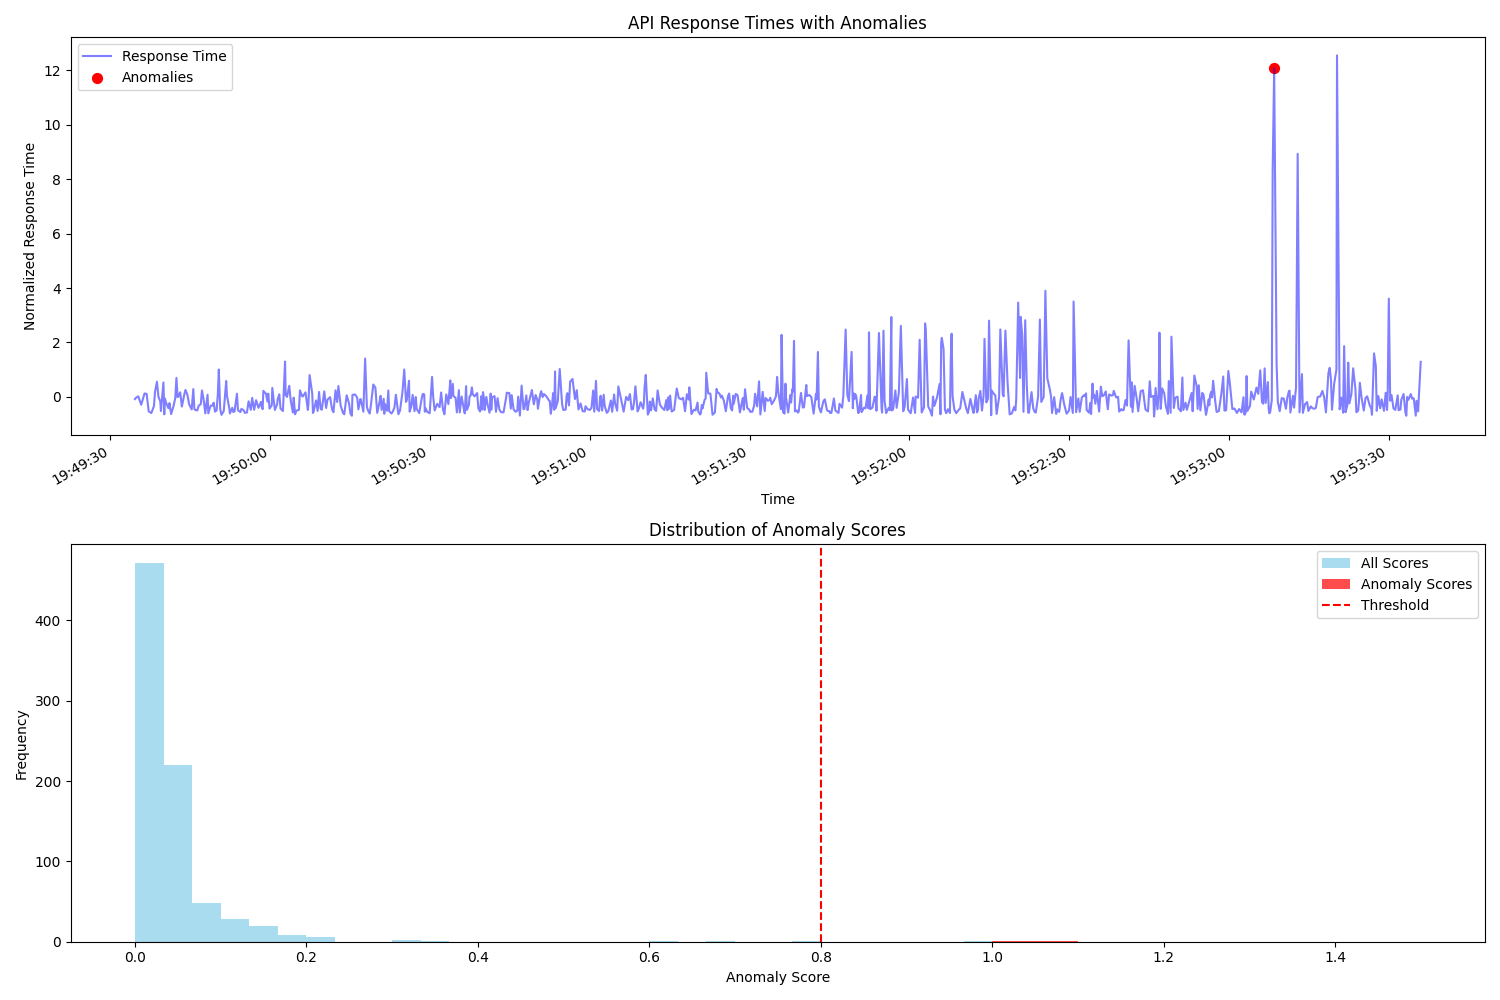 API Response Times with Anomalies
Response Time
Anomalies
Normalized Response Time
12
10
8
6
4
2
0
19:49:30
19:50:00
19:50:30
19:51:00
19:51:30
19:52:00
19:52:30
19:53:00
19:53:30
Time
Distribution of Anomaly Scores
All Scores
Anomaly Scores
Threshold
Frequency
400
300
200
100
0
0.0
0.2
0.4
0.6
0.8
1.0
1.2
1.4
Anomaly Score